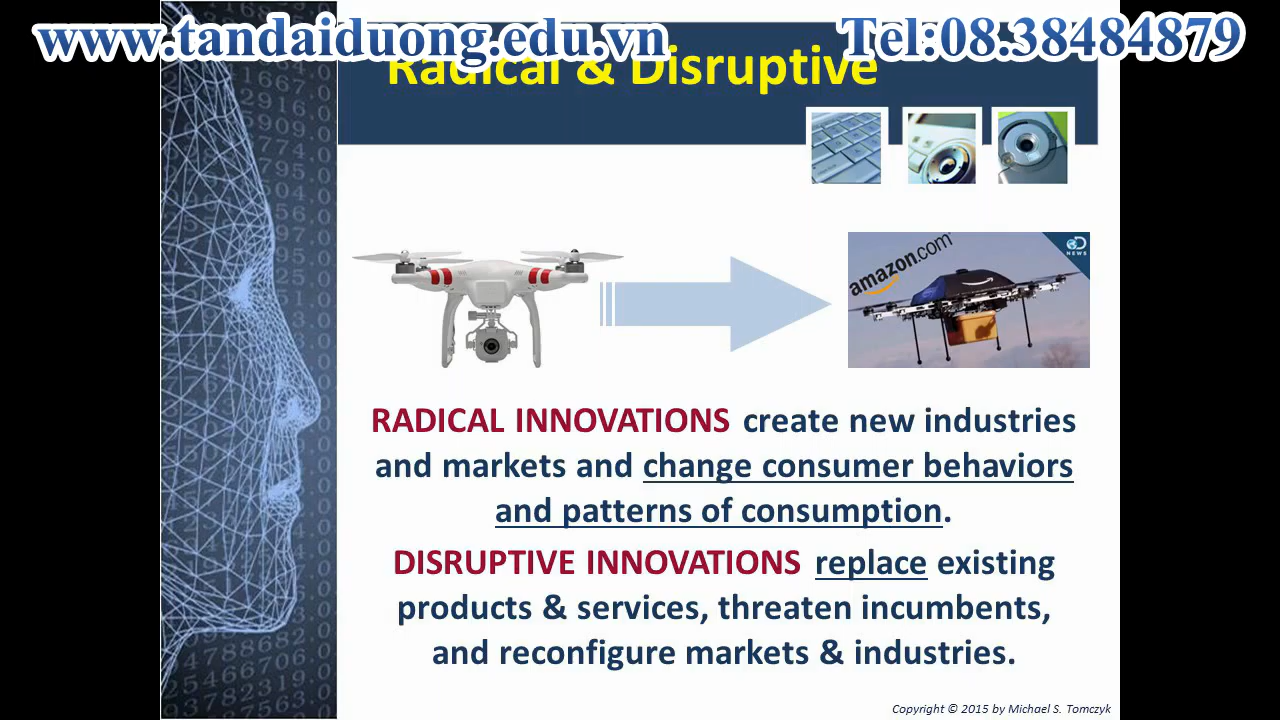 www.tandaiduong.edu.vn Tel:08.38484879
Radical & Disruptive
amazon.com
D
NEWS
RADICAL INNOVATIONS create new industries
and markets and change consumer behaviors
and patterns of consumption.
DISRUPTIVE INNOVATIONS replace existing
products & services, threaten incumbents,
and reconfigure markets & industries.
Copyright © 2015 by Michael S. Tomczyk